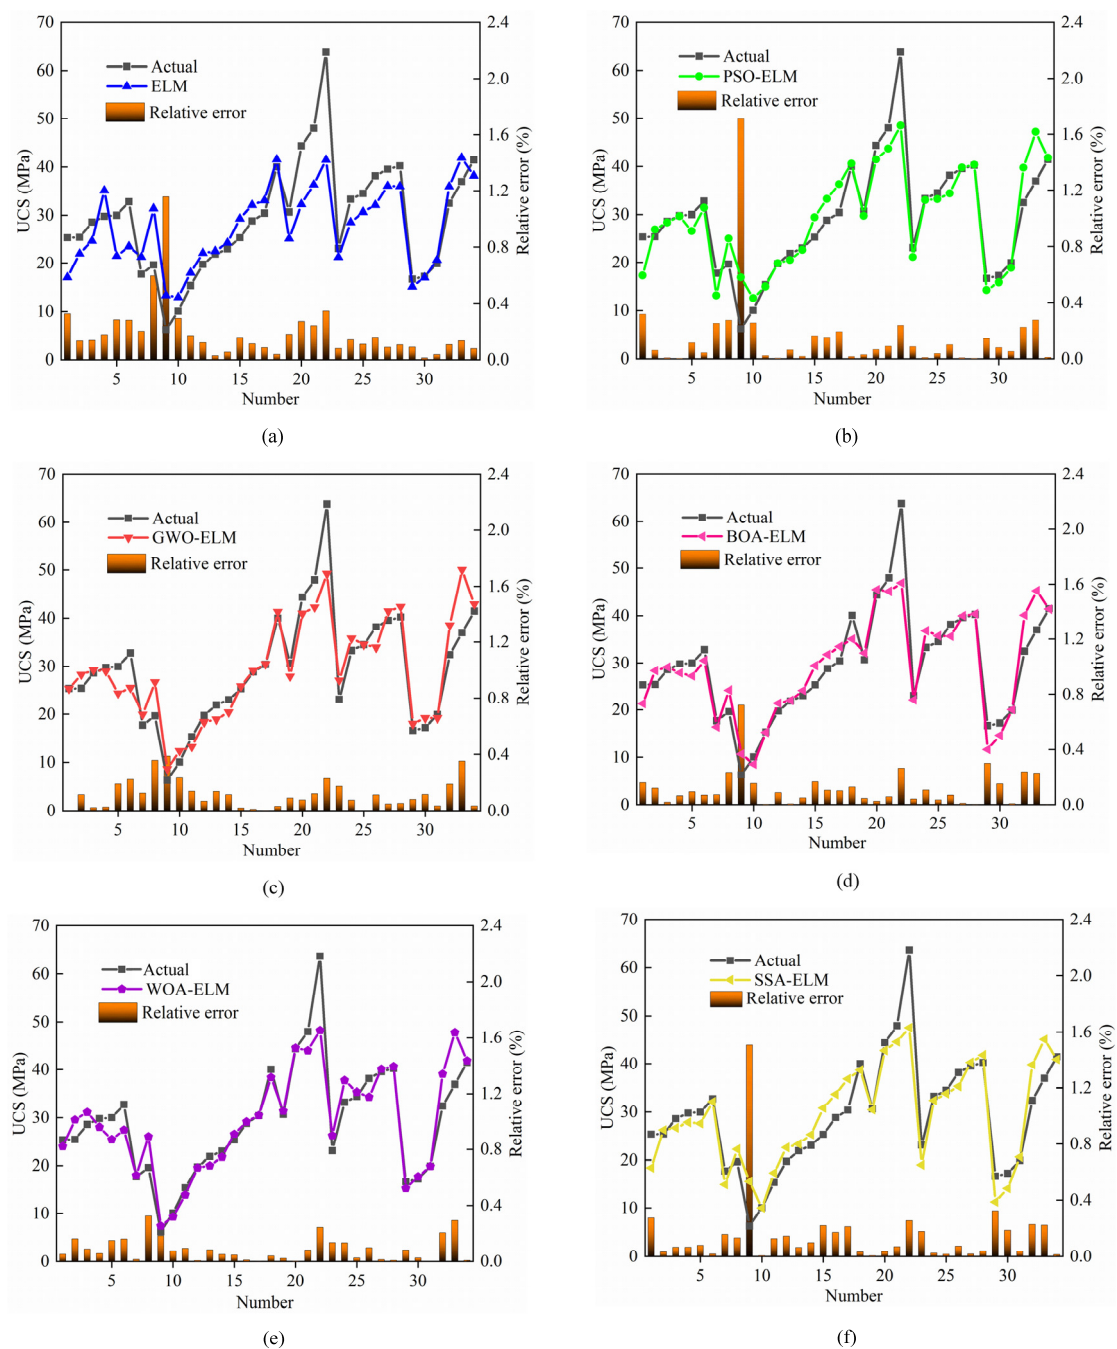 70
60
50
40
30
20
10
0
UCS (MPa)
2.4
2.0
1.6
1.2
0.8
0.4
0.0
Relative error (%)
Actual
ELM
Relative error
5 10 15 20 25 30
Number
(a)
70
60
50
40
30
20
10
0
UCS (MPa)
2.4
2.0
1.6
1.2
0.8
0.4
0.0
Relative error (%)
Actual
PSO-ELM
Relative error
5 10 15 20 25 30
Number
(b)
70
60
50
40
30
20
10
0
UCS (MPa)
2.4
2.0
1.6
1.2
0.8
0.4
0.0
Relative error (%)
Actual
GWO-ELM
Relative error
5 10 15 20 25 30
Number
(c)
70
60
50
40
30
20
10
0
UCS (MPa)
2.4
2.0
1.6
1.2
0.8
0.4
0.0
Relative error (%)
Actual
BOA-ELM
Relative error
5 10 15 20 25 30
Number
(d)
70
60
50
40
30
20
10
0
UCS (MPa)
2.4
2.0
1.6
1.2
0.8
0.4
0.0
Relative error (%)
Actual
WOA-ELM
Relative error
5 10 15 20 25 30
Number
(e)
70
60
50
40
30
20
10
0
UCS (MPa)
2.4
2.0
1.6
1.2
0.8
0.4
0.0
Relative error (%)
Actual
SSA-ELM
Relative error
5 10 15 20 25 30
Number
(f)